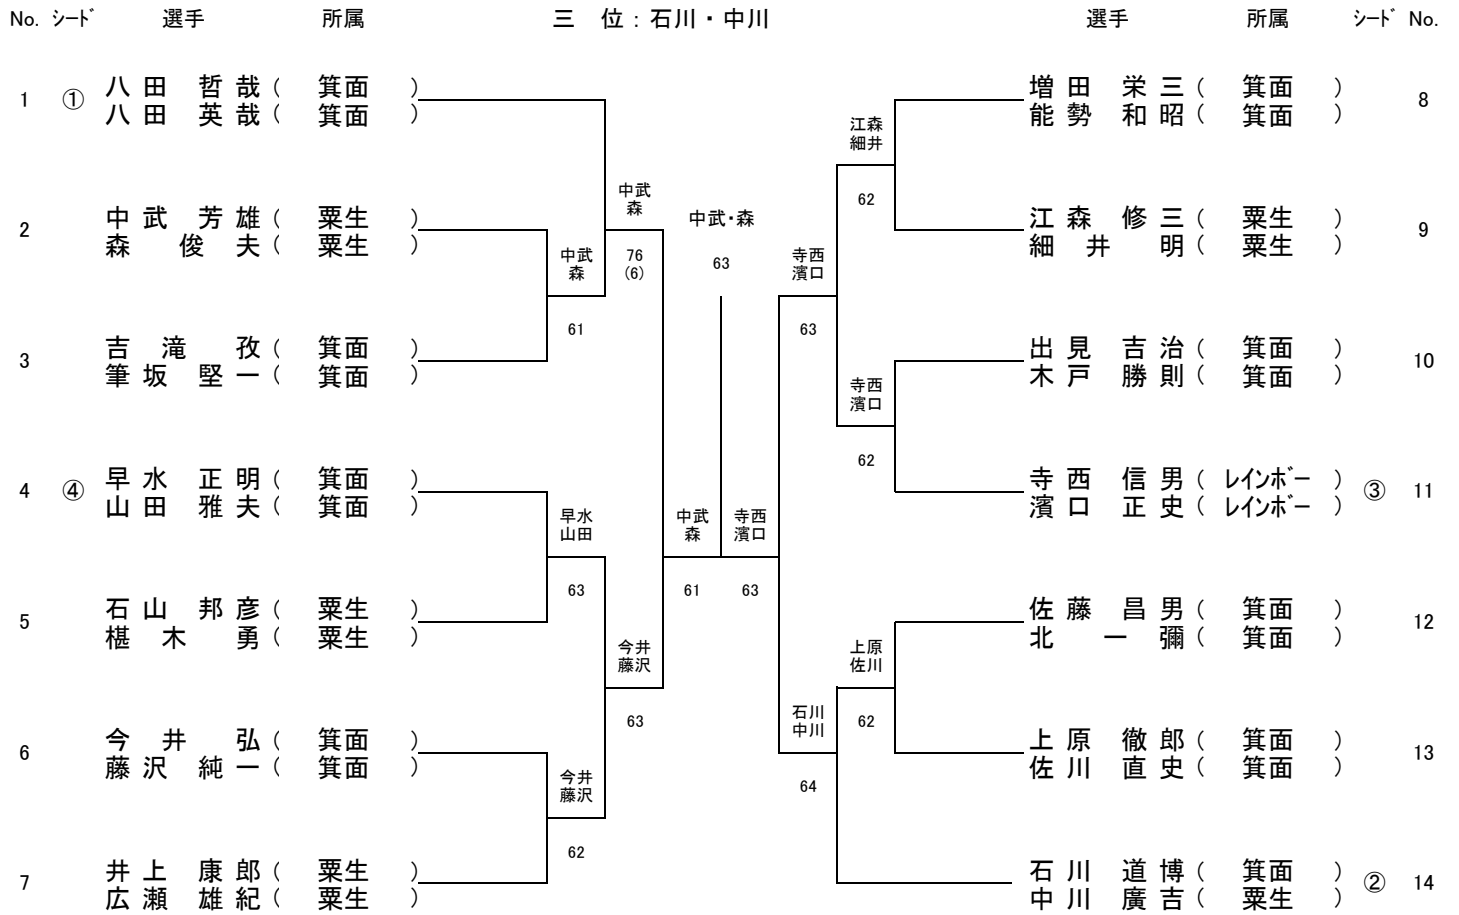 No. ｼｰﾄﾞ 選手 所属 三 位：石川・中川 選手 所属 ｼｰﾄﾞ No.
1 ① 八田 哲哉（ 箕面 ）
八田 英哉（ 箕面 ）
2 中武 芳雄（ 粟生 ）
森 俊夫（ 粟生 ）
3 吉滝 孜（ 箕面 ）
筆坂 堅一（ 箕面 ）
4 ④ 早水 正明（ 箕面 ）
山田 雅夫（ 箕面 ）
5 石山 邦彦（ 粟生 ）
椹木 勇（ 粟生 ）
6 今井 弘（ 箕面 ）
藤沢 純一（ 箕面 ）
7 井上 康郎（ 粟生 ）
広瀬 雄紀（ 粟生 ）
中武
森
61
早水
山田
63
今井
藤沢
62
中武
森
76
(6)
今井
藤沢
63
中武
森
61
中武・森
63
寺西
濱口
63
寺西
濱口
63
石川
中川
64
江森
細井
62
寺西
濱口
62
上原
佐川
62
増田 栄三（ 箕面 ） 8
能勢 和昭（ 箕面 ）
江森 修三（ 粟生 ） 9
細井 明（ 粟生 ）
出見 吉治（ 箕面 ） 10
木戸 勝則（ 箕面 ）
寺西 信男（ ﾚｲﾝﾎﾞｰ ） ③ 11
濱口 正史（ ﾚｲﾝﾎﾞｰ ）
佐藤 昌男（ 箕面 ） 12
北 一彌（ 箕面 ）
上原 徹郎（ 箕面 ） 13
佐川 直史（ 箕面 ）
石川 道博（ 箕面 ） ② 14
中川 廣吉（ 粟生 ）